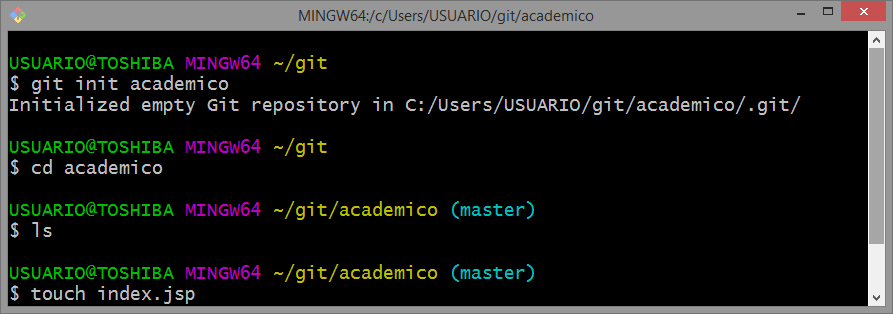 MINGW64:/c/Users/USUARIO/git/academico
USUARIO@TOSHIBA MINGW64 ~/git
$ git init academico
Initialized empty Git repository in C:/Users/USUARIO/git/academico/.git/
USUARIO@TOSHIBA MINGW64 ~/git
$ cd academico
USUARIO@TOSHIBA MINGW64 ~/git/academico (master)
$ ls
USUARIO@TOSHIBA MINGW64 ~/git/academico (master)
$ touch index.jsp